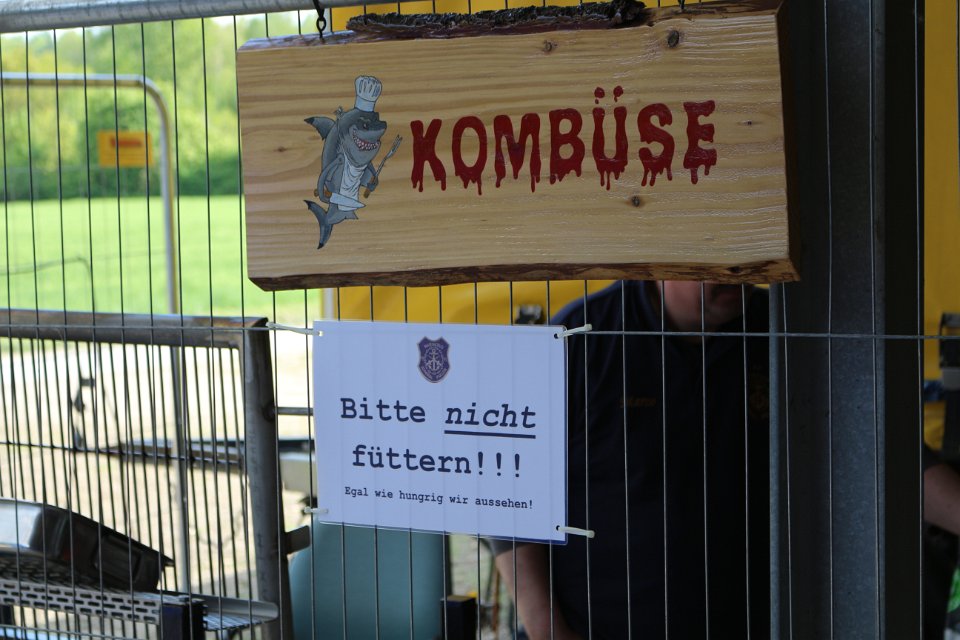 KOMBÜSE
Bitte nicht
füttern!!!
Egal wie hungrig wir aussehen!